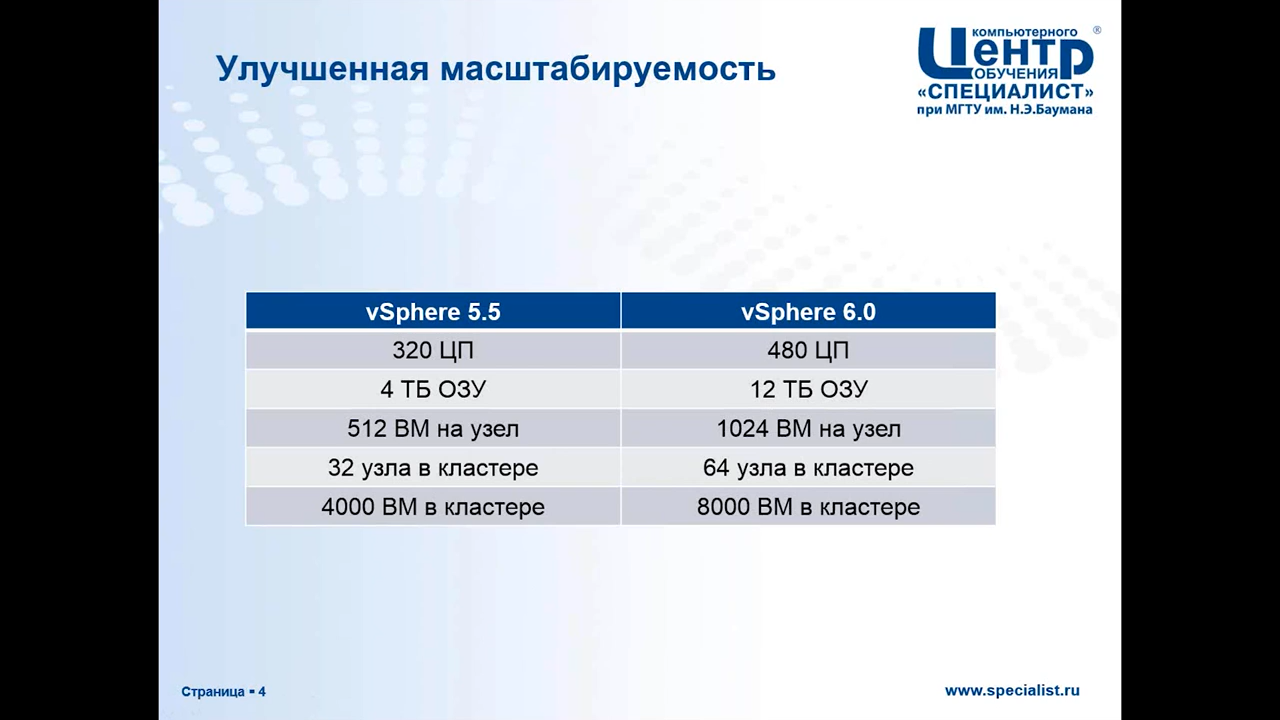 Улучшенная масштабируемость
компьютерного
Центр
ОБУЧЕНИЯ
«СПЕЦИАЛИСТ»
при МГТУ им. Н.Э.Баумана
®
vSphere 5.5 vSphere 6.0
320 ЦП 480 ЦП
4 ТБ ОЗУ 12 ТБ ОЗУ
512 ВМ на узел 1024 ВМ на узел
32 узла в кластере 64 узла в кластере
4000 ВМ в кластере 8000 ВМ в кластере
Страница ▪ 4
www.specialist.ru